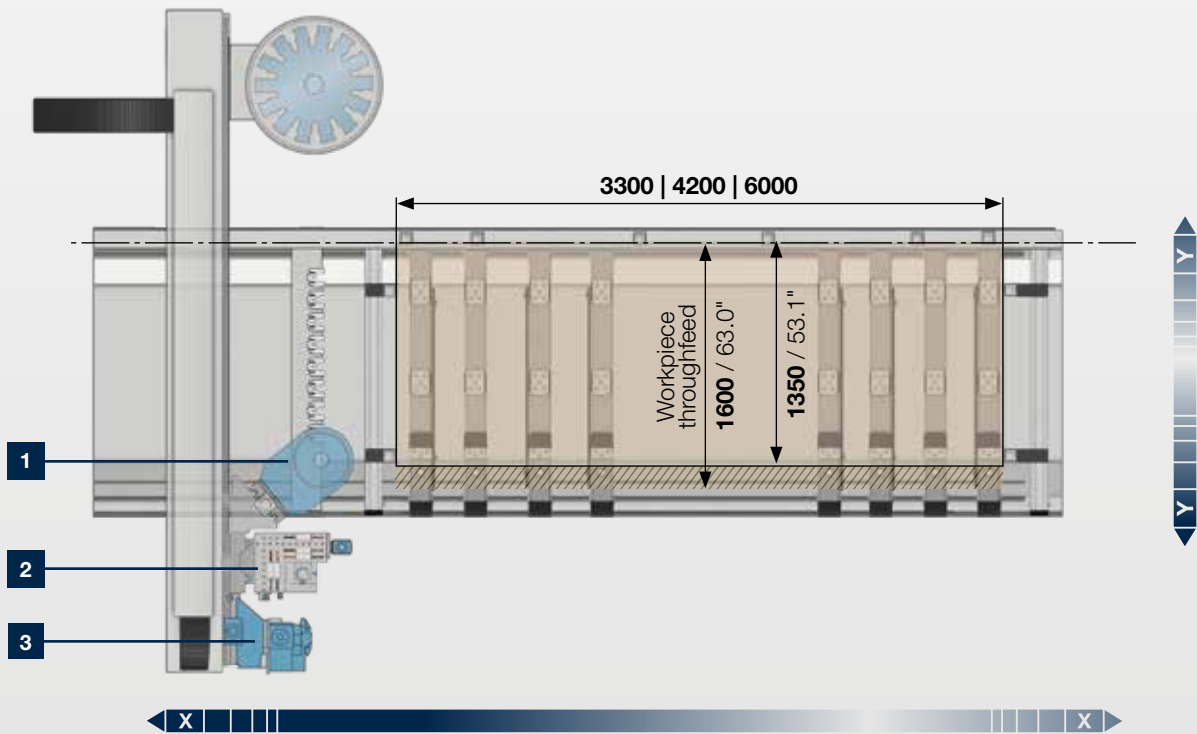 3300 | 4200 | 6000
Y
Workpiece
throughfeed
1600 / 63.0"
1350 / 53.1"
1
2
3
Y
X
X